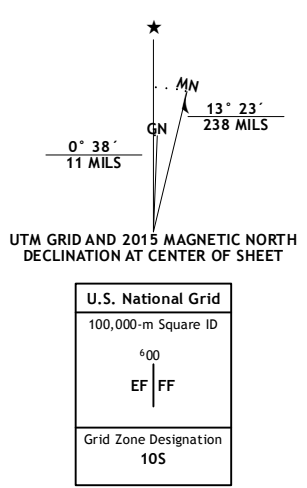 ★
MN
13° 23´
238 MILS
GN
0° 38´
11 MILS
UTM GRID AND 2015 MAGNETIC NORTH
DECLINATION AT CENTER OF SHEET
U.S. National Grid
100,000-m Square ID
⁶00
EF FF
Grid Zone Designation
10S